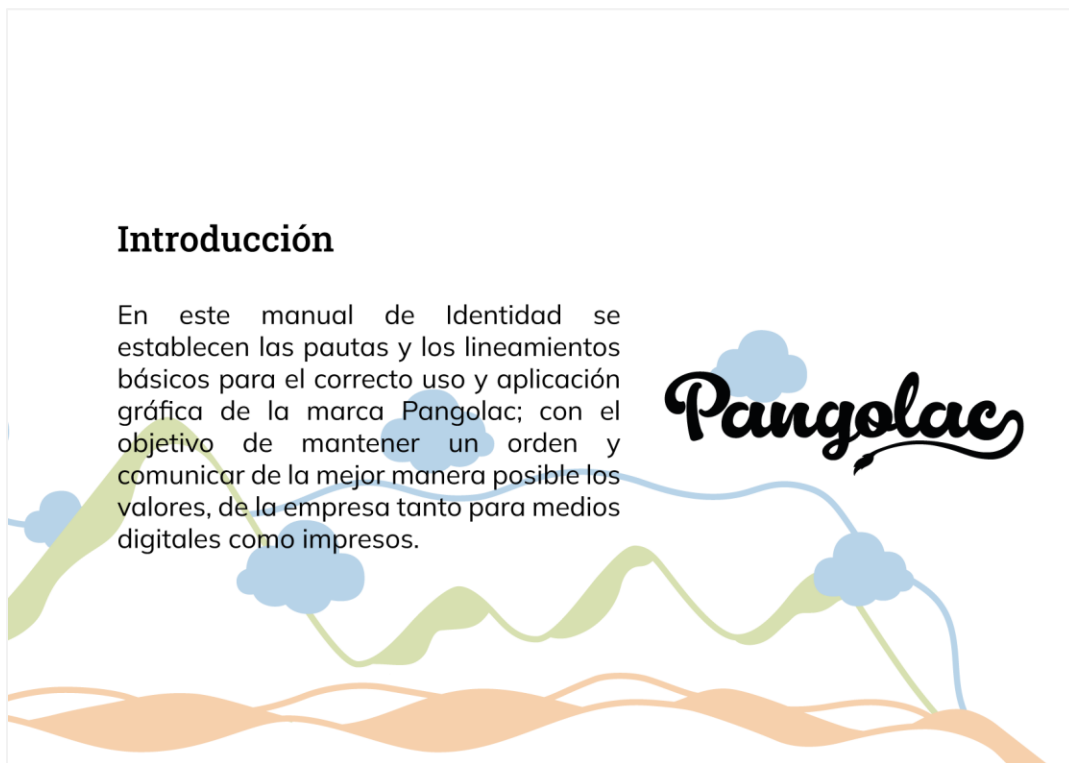 Introducción
En este manual de Identidad se
establecen las pautas y los lineamientos
básicos para el correcto uso y aplicación
gráfica de la marca Pangolac; con el
objetivo de mantener un orden y
comunicar de la mejor manera posible los
valores, de la empresa tanto para medios
digitales como impresos.
Pangolac